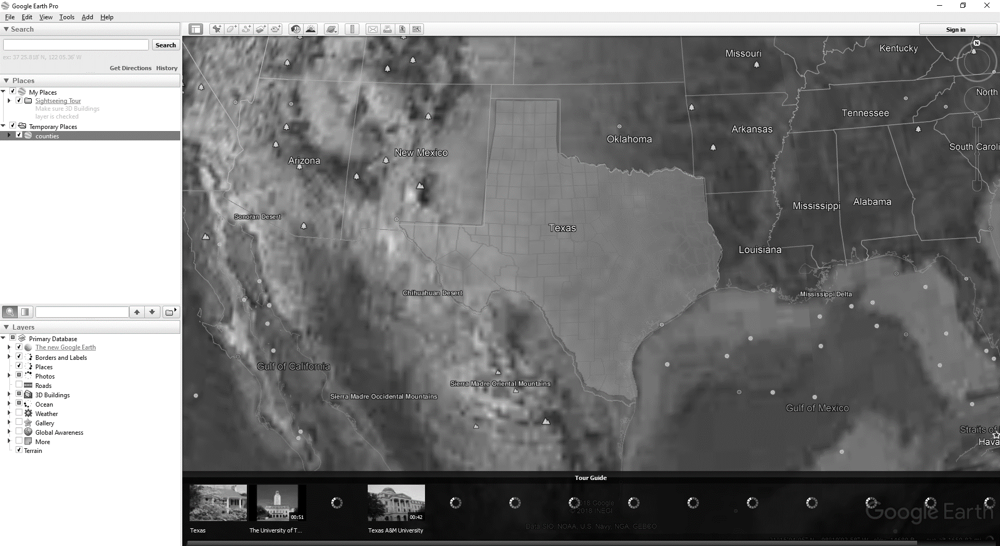 Google Earth Pro
File Edit View Tools Add Help
Search
Search
ex: 37 25.818' N, 122 05.36' W
Get Directions History
Places
My Places
Sightseeing Tour
Make sure 3D Buildings
layer is checked
Temporary Places
counties
Layers
Primary Database
The new Google Earth
Borders and Labels
Places
Photos
Roads
3D Buildings
Ocean
Weather
Gallery
Global Awareness
More
Terrain
Sign in
N
Missouri
Kentucky
North
Tennessee
Arkansas
Oklahoma
South Caroli
New Mexico
Arizona
Mississippi
Alabama
Sonoran Desert
Texas
Louisiana
Chihuahuan Desert
Mississippi Delta
Gulf of California
Sierra Madre Oriental Mountains
Sierra Madre Occidental Mountains
Gulf of Mexico
Straits of
Hava
Tour Guide
00:51
00:42
Texas
The University of T...
Texas A&M University
2018 Google
© 2018 INEGI
Data SIO, NOAA, U.S. Navy, NGA, GEBCO
Google Earth